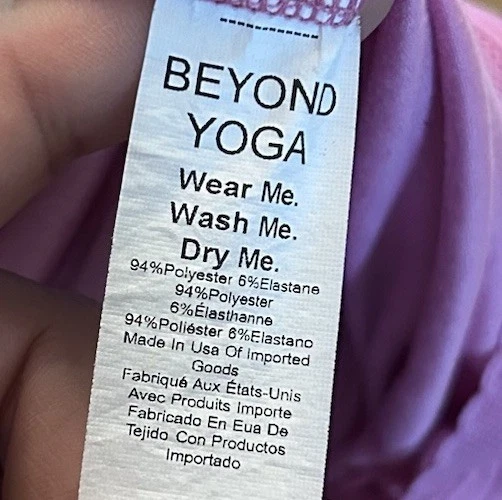 BEYOND
YOGA
Wear Me.
Wash Me.
Dry Me.
94%Polyester 6%Elastane
94%Polyester
6%Élasthanne
94%Poliéster 6%Elastano
Made In Usa Of Imported
Goods
Fabriqué Aux États-Unis
Avec Produits Importe
Fabricado En Eua De
Tejido Con Productos
Importado